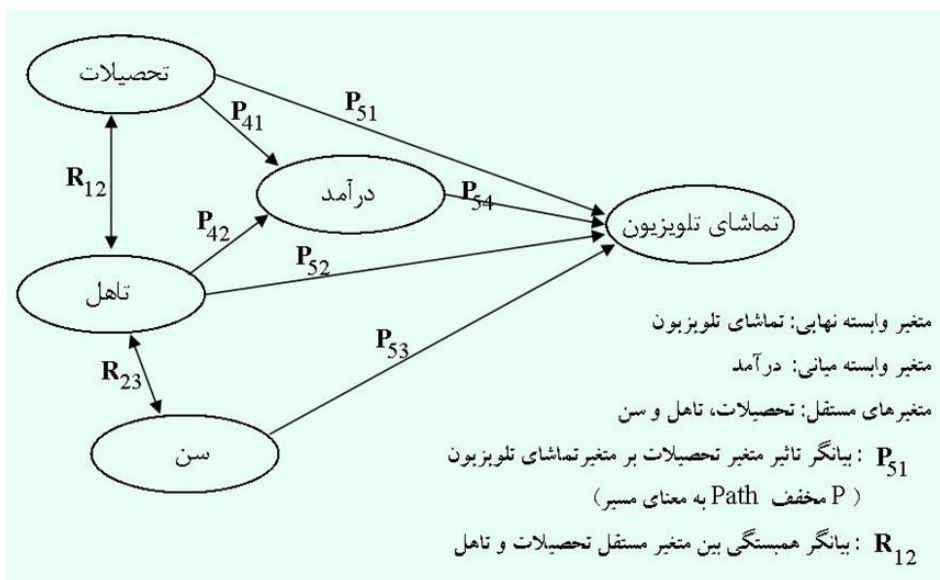 تحصیلات
P51
P41
R12
درآمد
P54
تماشای تلویزیون
P42
P52
تاهل
P53
R23
سن
متغیر وابسته نهایی: تماشای تلویزیون
متغیر وابسته میانی: درآمد
متغیرهای مستقل: تحصیلات، تاهل و سن
P51 : بیانگر تاثیر متغیر تحصیلات بر متغیرتماشای تلویزیون
( P مخفف Path به معنای مسیر)
R12 : بیانگر همبستگی بین متغیر مستقل تحصیلات و تاهل